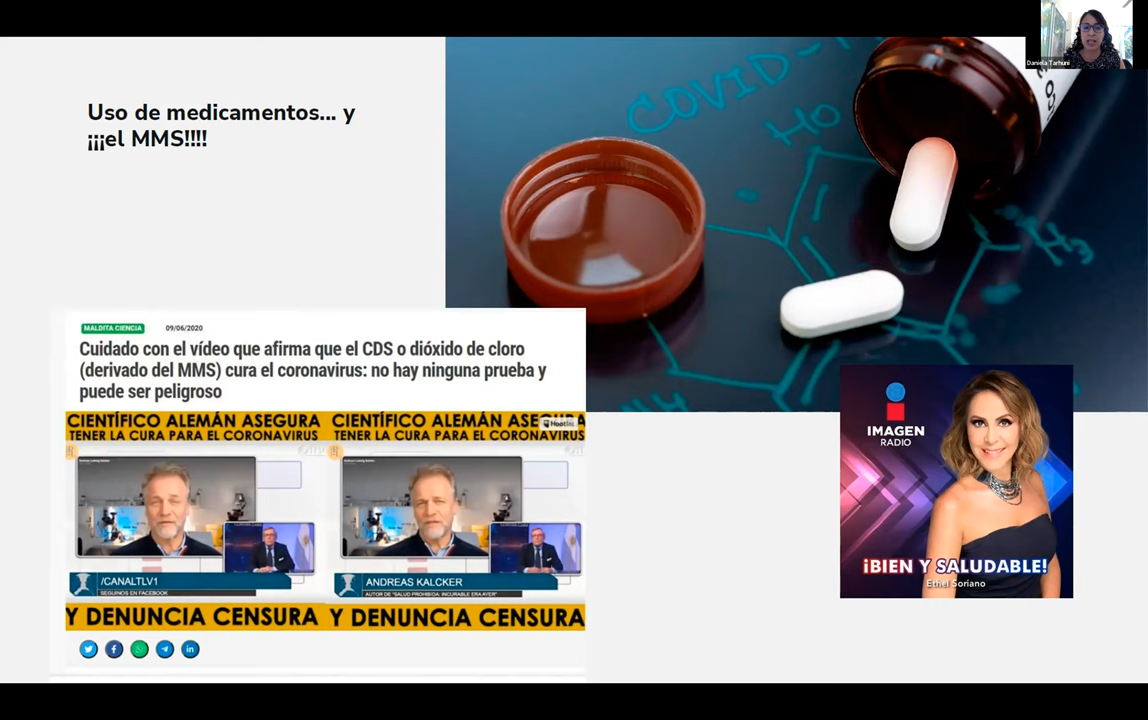 Daniela Tarhuni
Uso de medicamentos... y
¡¡¡el MMS!!!!
COVID-
HO
MALDITA CIENCIA 09/06/2020
Cuidado con el vídeo que afirma que el CDS o dióxido de cloro
(derivado del MMS) cura el coronavirus: no hay ninguna prueba y
puede ser peligroso
CIENTÍFICO ALEMÁN ASEGURA CIENTÍFICO ALEMÁN ASEGURA
TENER LA CURA PARA EL CORONAVIRUS TENER LA CURA PARA EL CORONAVIRUS
/CANALTLV1
SEGUINOS EN FACEBOOK
ANDREAS KALCKER
AUTOR DE "SALUD PROHIBIDA: INCURABLE ERA AYER"
Y DENUNCIA CENSURA Y DENUNCIA CENSURA
IMAGEN
RADIO
¡BIEN Y SALUDABLE!
Ethel Soriano